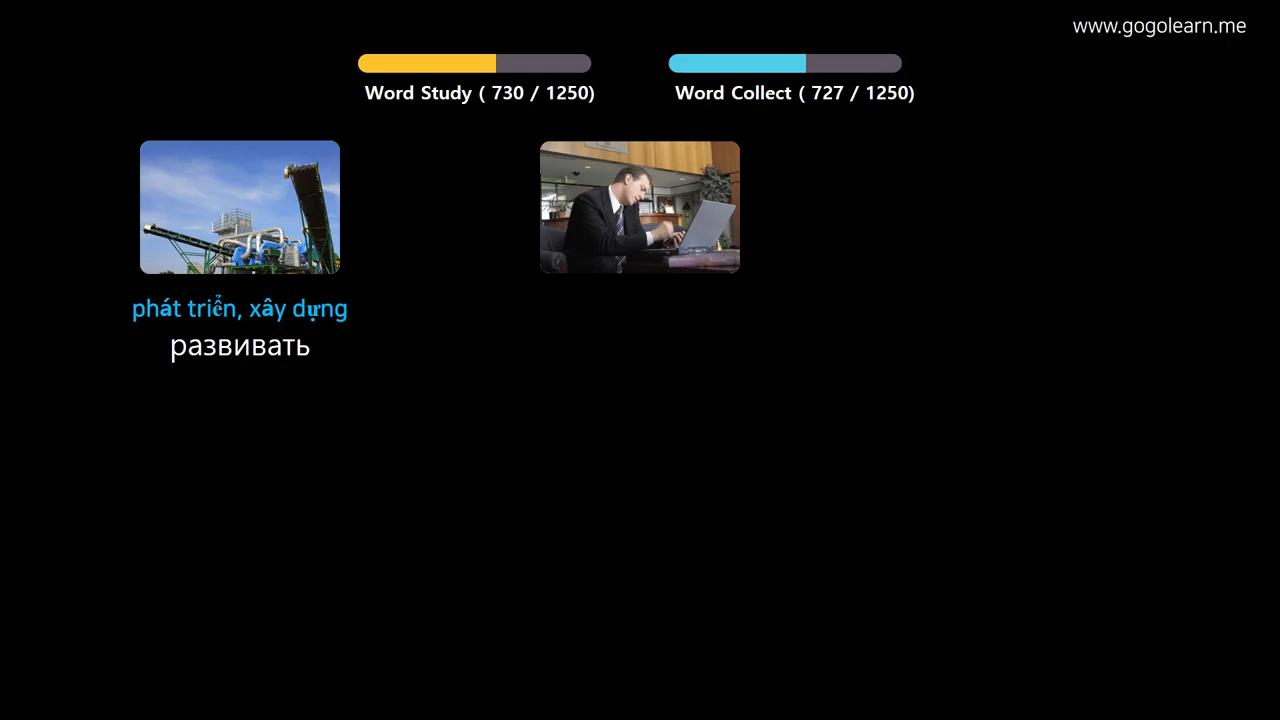 www.gogolearn.me
Word Study ( 730 / 1250)
Word Collect ( 727 / 1250)
phát triển, xây dựng
развивать